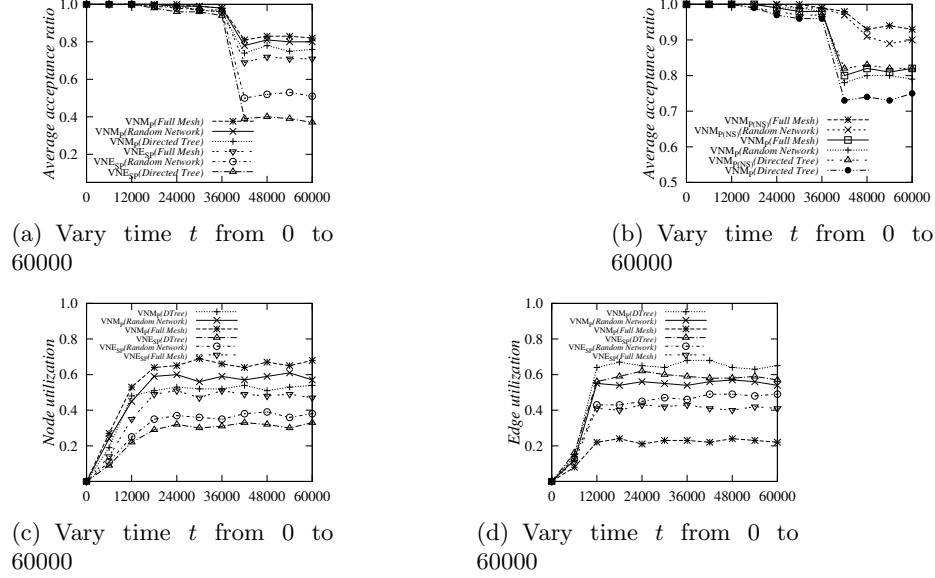 1.0
0.8
0.6
0.4
0.2
Average acceptance ratio
VNMP(Full Mesh)
VNMP(Random Network)
VNMP(Directed Tree)
VNESP(Full Mesh)
VNESP(Random Network)
VNESP(Directed Tree)
0 12000 24000 36000 48000 60000
(a) Vary time t from 0 to
60000
1.0
0.9
0.8
0.7
0.6
0.5
Average acceptance ratio
VNMP(NS)(Full Mesh)
VNMP(NS)(Random Network)
VNMP(Full Mesh)
VNMP(Random Network)
VNMP(NS)(Directed Tree)
VNMP(Directed Tree)
0 12000 24000 36000 48000 60000
(b) Vary time t from 0 to
60000
1.0
0.8
0.6
0.4
0.2
Node utilization
VNMP(DTree)
VNMP(Random Network)
VNMP(Full Mesh)
VNESP(DTree)
VNESP(Random Network)
VNESP(Full Mesh)
0 12000 24000 36000 48000 60000
(c) Vary time t from 0 to
60000
1.0
0.8
0.6
0.4
0.2
Edge utilization
VNMP(DTree)
VNMP(Random Network)
VNMP(Full Mesh)
VNESP(DTree)
VNESP(Random Network)
VNESP(Full Mesh)
0 12000 24000 36000 48000 60000
(d) Vary time t from 0 to
60000